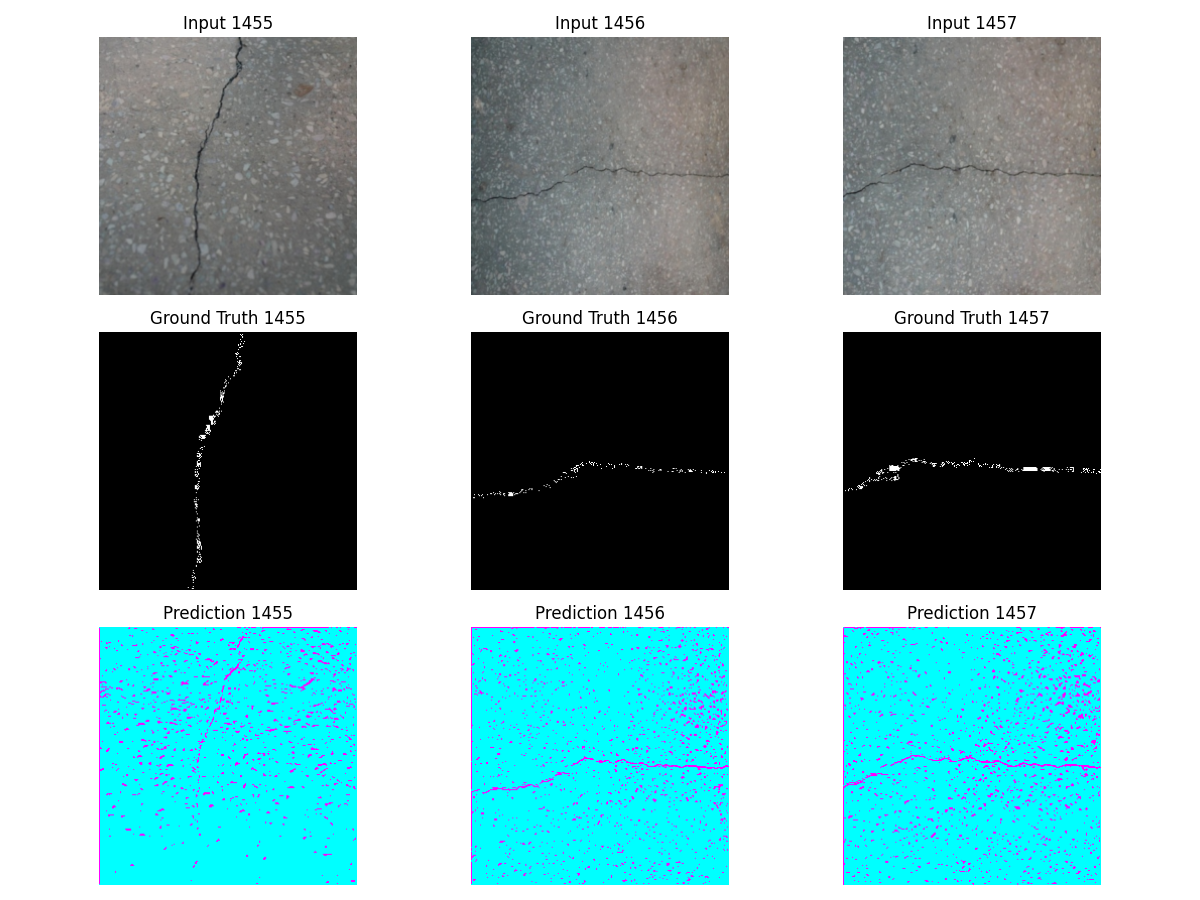 Input 1455
Input 1456
Input 1457
Ground Truth 1455
Ground Truth 1456
Ground Truth 1457
Prediction 1455
Prediction 1456
Prediction 1457